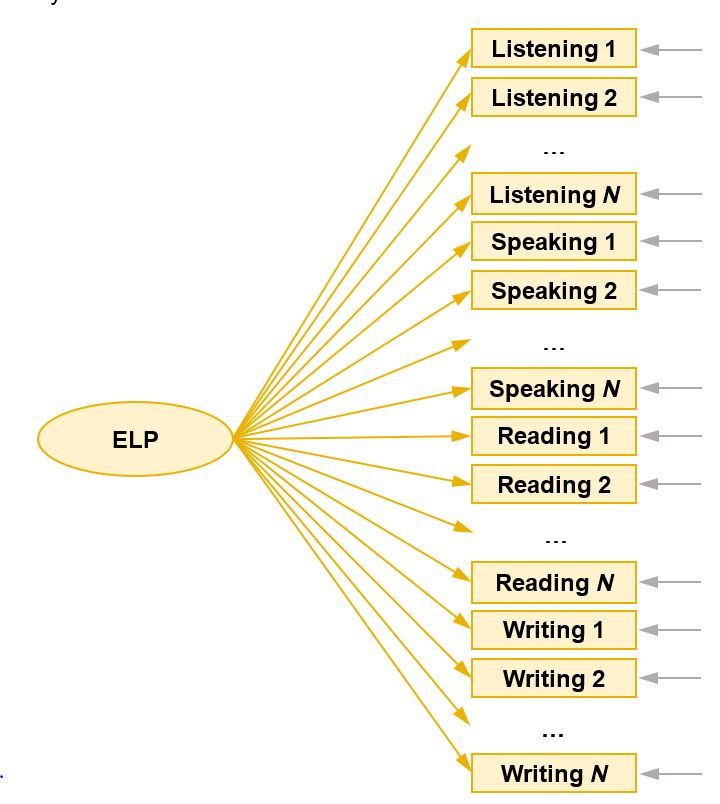 Listening 1
Listening 2
...
Listening N
Speaking 1
Speaking 2
...
Speaking N
ELP
Reading 1
Reading 2
...
Reading N
Writing 1
Writing 2
...
Writing N